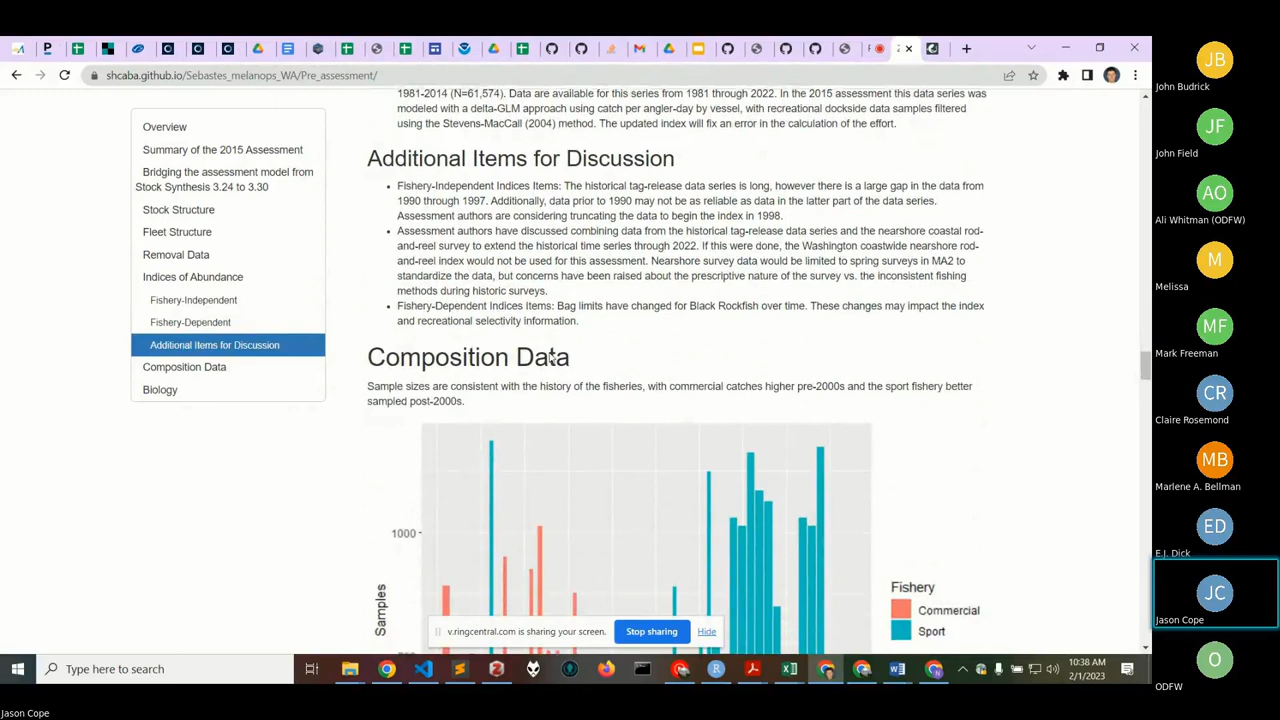 shcaba.github.io/Sebastes_melanops_WA/Pre_assessment/
Overview
Summary of the 2015 Assessment
Bridging the assessment model from
Stock Synthesis 3.24 to 3.30
Stock Structure
Fleet Structure
Removal Data
Indices of Abundance
Fishery-Independent
Fishery-Dependent
Additional Items for Discussion
Composition Data
Biology
1981-2014 (N=61,574). Data are available for this series from 1981 through 2022. In the 2015 assessment this data series was
modeled with a delta-GLM approach using catch per angler-day by vessel, with recreational dockside data samples filtered
using the Stevens-MacCall (2004) method. The updated index will fix an error in the calculation of the effort.
Additional Items for Discussion
• Fishery-Independent Indices Items: The historical tag-release data series is long, however there is a large gap in the data from
1990 through 1997. Additionally, data prior to 1990 may not be as reliable as data in the latter part of the data series.
Assessment authors are considering truncating the data to begin the index in 1998.
• Assessment authors have discussed combining data from the historical tag-release data series and the nearshore coastal rod-
and-reel survey to extend the historical time series through 2022. If this were done, the Washington coastwide nearshore rod-
and-reel index would not be used for this assessment. Nearshore survey data would be limited to spring surveys in MA2 to
standardize the data, but concerns have been raised about the prescriptive nature of the survey vs. the inconsistent fishing
methods during historic surveys.
• Fishery-Dependent Indices Items: Bag limits have changed for Black Rockfish over time. These changes may impact the index
and recreational selectivity information.
Composition Data
Sample sizes are consistent with the history of the fisheries, with commercial catches higher pre-2000s and the sport fishery better
sampled post-2000s.
1000
Samples
Fishery
Commercial
Sport
v.ringcentral.com is sharing your screen.
Stop sharing
Hide
Type here to search
10:38 AM
2/1/2023
JB
John Budrick
JF
John Field
AO
Ali Whitman (ODFW)
M
Melissa
MF
Mark Freeman
CR
Claire Rosemond
MB
Marlene A. Bellman
ED
E.J. Dick
JC
Jason Cope
O
ODFW
Jason Cope